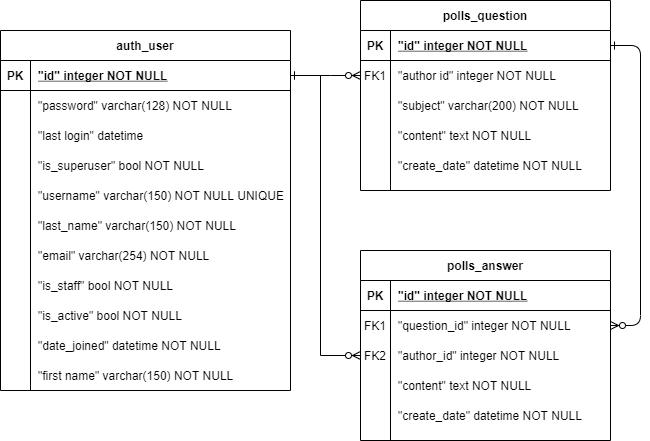 auth_user
PK "id" integer NOT NULL
"password" varchar(128) NOT NULL
"last login" datetime
"is_superuser" bool NOT NULL
"username" varchar(150) NOT NULL UNIQUE
"last_name" varchar(150) NOT NULL
"email" varchar(254) NOT NULL
"is_staff" bool NOT NULL
"is_active" bool NOT NULL
"date_joined" datetime NOT NULL
"first name" varchar(150) NOT NULL
polls_question
PK "id" integer NOT NULL
FK1 "author id" integer NOT NULL
"subject" varchar(200) NOT NULL
"content" text NOT NULL
"create_date" datetime NOT NULL
polls_answer
PK "id" integer NOT NULL
FK1 "question_id" integer NOT NULL
FK2 "author_id" integer NOT NULL
"content" text NOT NULL
"create_date" datetime NOT NULL